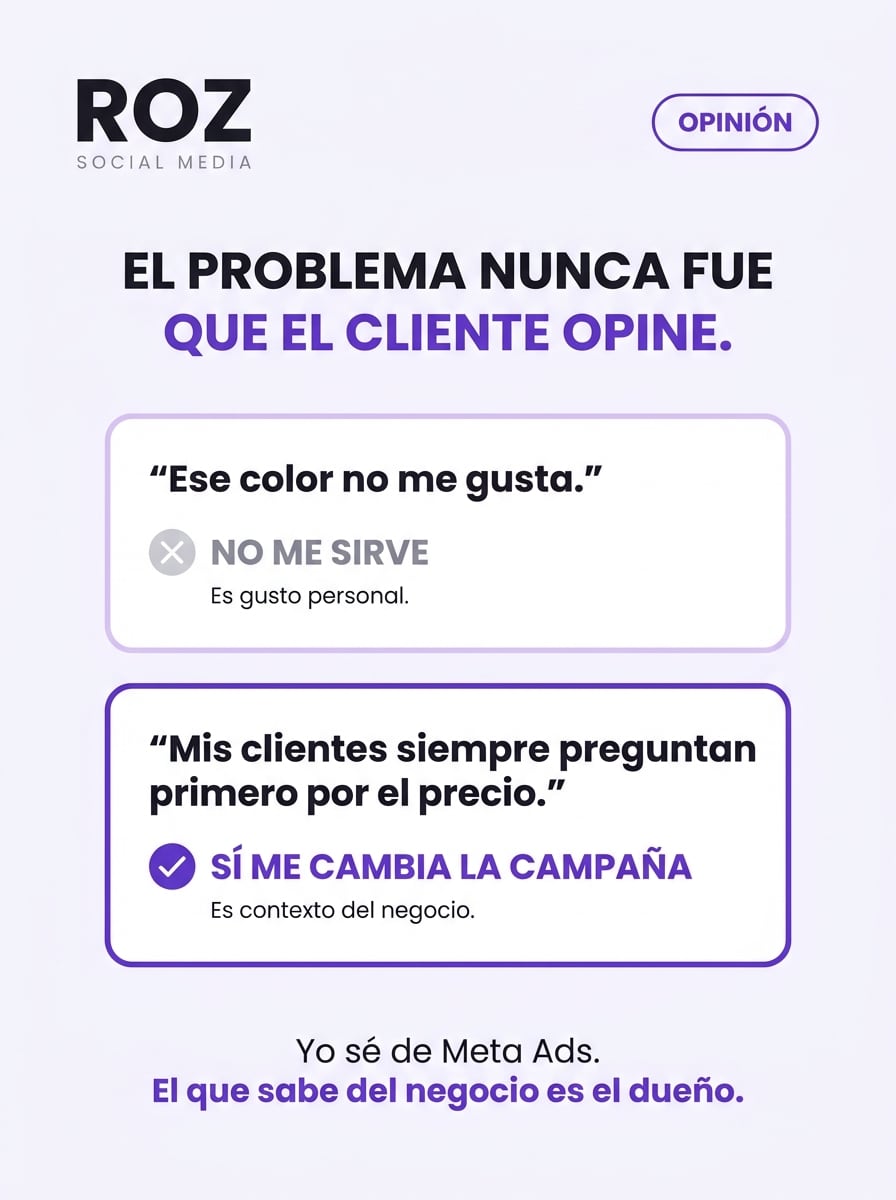 ROZ
SOCIAL MEDIA
OPINIÓN
EL PROBLEMA NUNCA FUE
QUE EL CLIENTE OPINE.
“Ese color no me gusta.”
NO ME SIRVE
Es gusto personal.
“Mis clientes siempre preguntan
primero por el precio.”
SÍ ME CAMBIA LA CAMPAÑA
Es contexto del negocio.
Yo sé de Meta Ads.
El que sabe del negocio es el dueño.